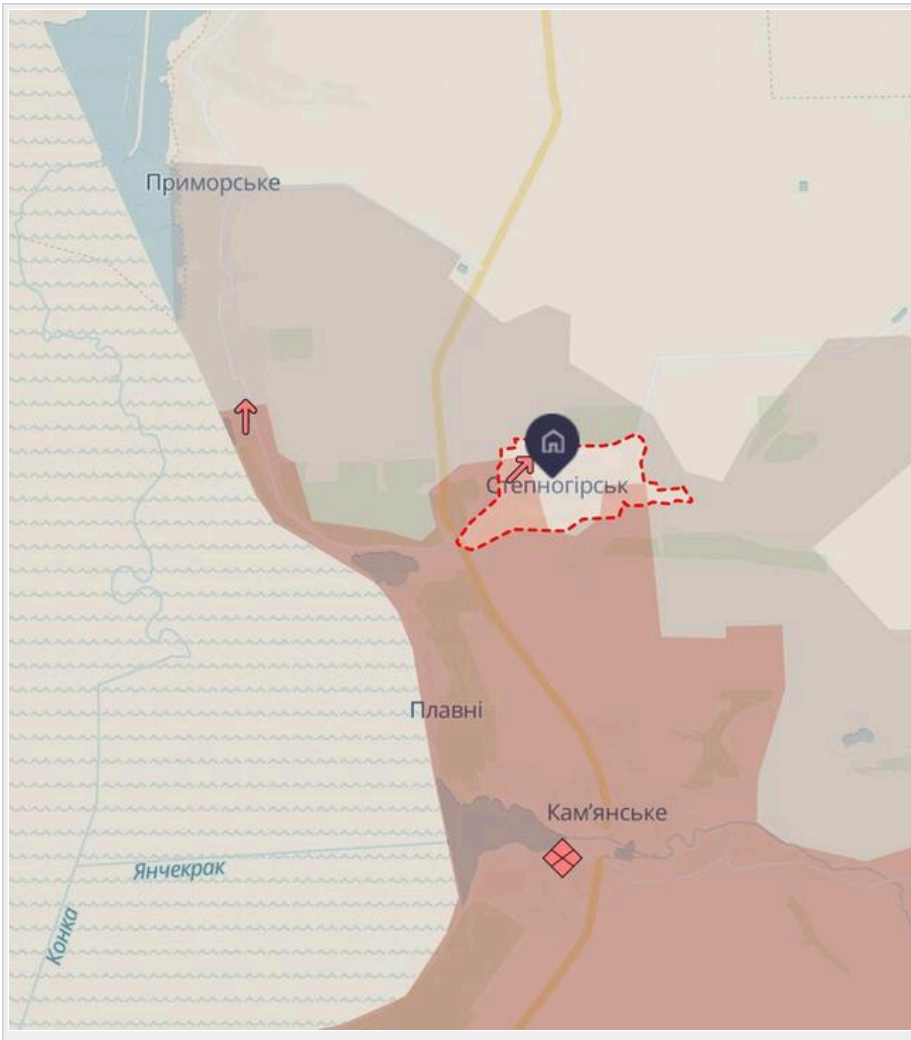 Приморське
Степногірськ
Плавні
Кам'янське
Янчекрак
Конка